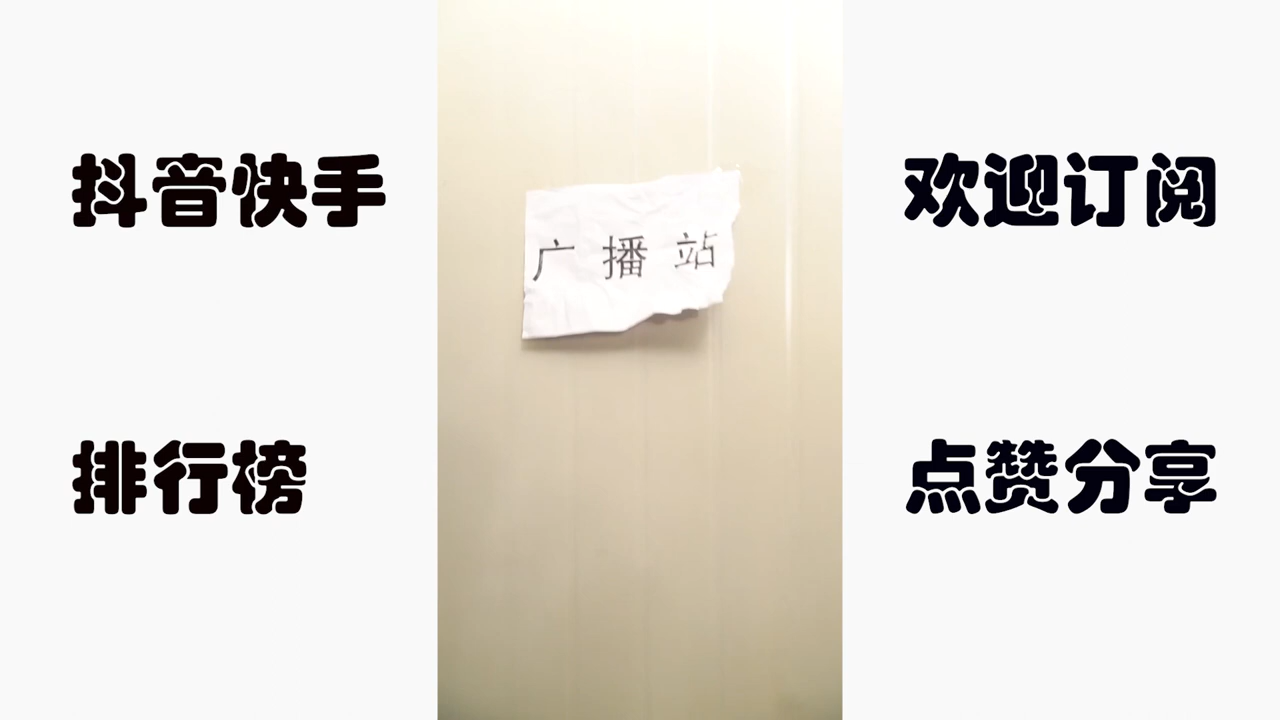 抖音快手
排行榜
广播站
欢迎订阅
点赞分享